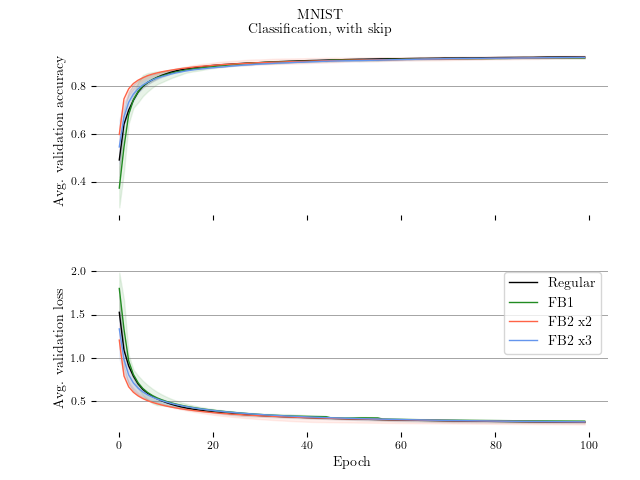 MNIST
Classification, with skip
Avg. validation accuracy
0.8
0.6
0.4
Avg. validation loss
2.0
1.5
1.0
0.5
Regular
FB1
FB2 x2
FB2 x3
0 20 40 60 80 100
Epoch